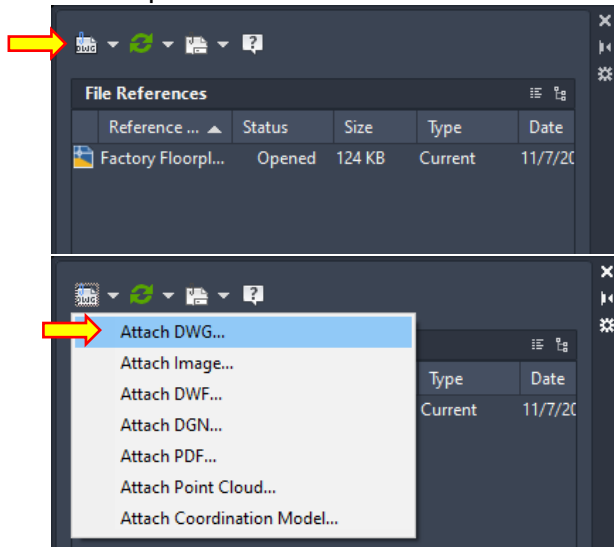 DWG
File References
Reference ... Status Size Type Date
Factory Floorpl... Opened 124 KB Current 11/7/20
DWG
Attach DWG...
Attach Image...
Type Date
Attach DWF...
Current 11/7/20
Attach DGN...
Attach PDF...
Attach Point Cloud...
Attach Coordination Model...